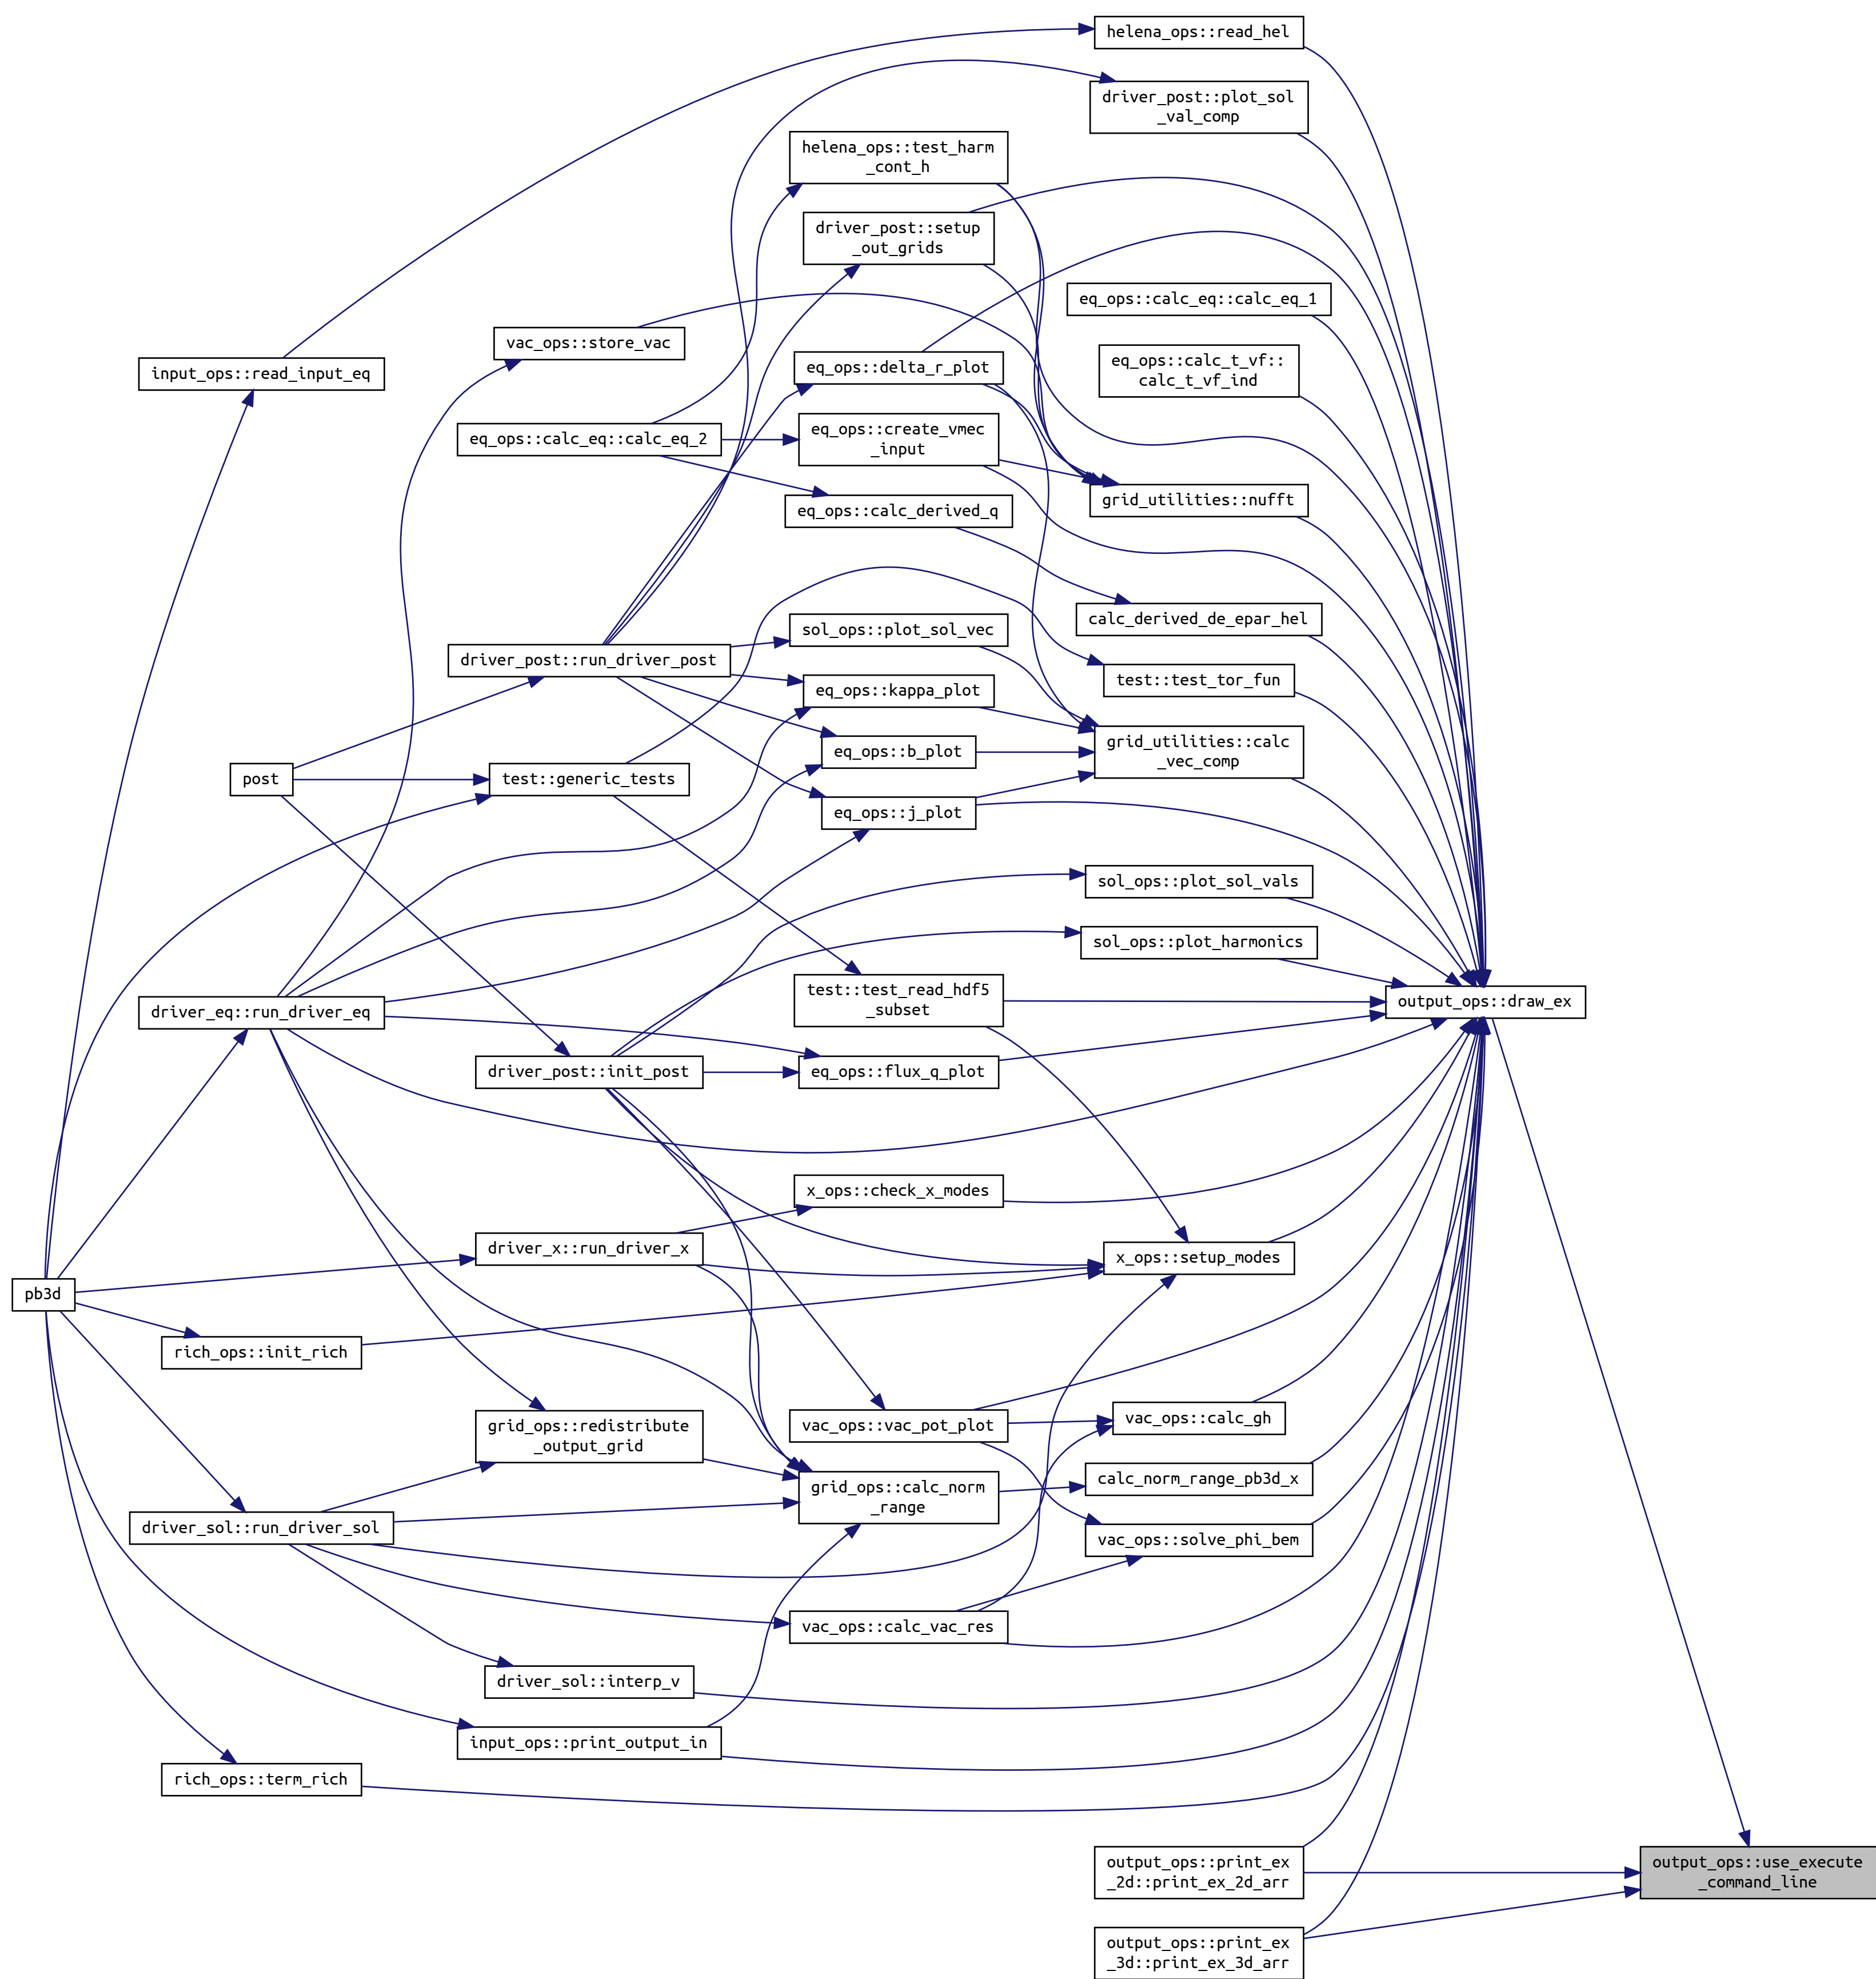 helena_ops::read_hel
driver_post::plot_sol
_val_comp
helena_ops::test_harm
_cont_h
driver_post::setup
_out_grids
eq_ops::calc_eq::calc_eq_1
vac_ops::store_vac
input_ops::read_input_eq
eq_ops::delta_r_plot
eq_ops::calc_t_vf::
calc_t_vf_ind
eq_ops::calc_eq::calc_eq_2
eq_ops::create_vmec
_input
grid_utilities::nufft
eq_ops::calc_derived_q
calc_derived_de_epar_hel
sol_ops::plot_sol_vec
driver_post::run_driver_post
test::test_tor_fun
eq_ops::kappa_plot
grid_utilities::calc
_vec_comp
eq_ops::b_plot
post
test::generic_tests
eq_ops::j_plot
sol_ops::plot_sol_vals
sol_ops::plot_harmonics
test::test_read_hdf5
_subset
output_ops::draw_ex
driver_eq::run_driver_eq
driver_post::init_post
eq_ops::flux_q_plot
x_ops::check_x_modes
driver_x::run_driver_x
x_ops::setup_modes
pb3d
rich_ops::init_rich
grid_ops::redistribute
_output_grid
vac_ops::vac_pot_plot
vac_ops::calc_gh
grid_ops::calc_norm
_range
calc_norm_range_pb3d_x
driver_sol::run_driver_sol
vac_ops::solve_phi_bem
vac_ops::calc_vac_res
driver_sol::interp_v
input_ops::print_output_in
rich_ops::term_rich
output_ops::print_ex
_2d::print_ex_2d_arr
output_ops::use_execute
_command_line
output_ops::print_ex
_3d::print_ex_3d_arr